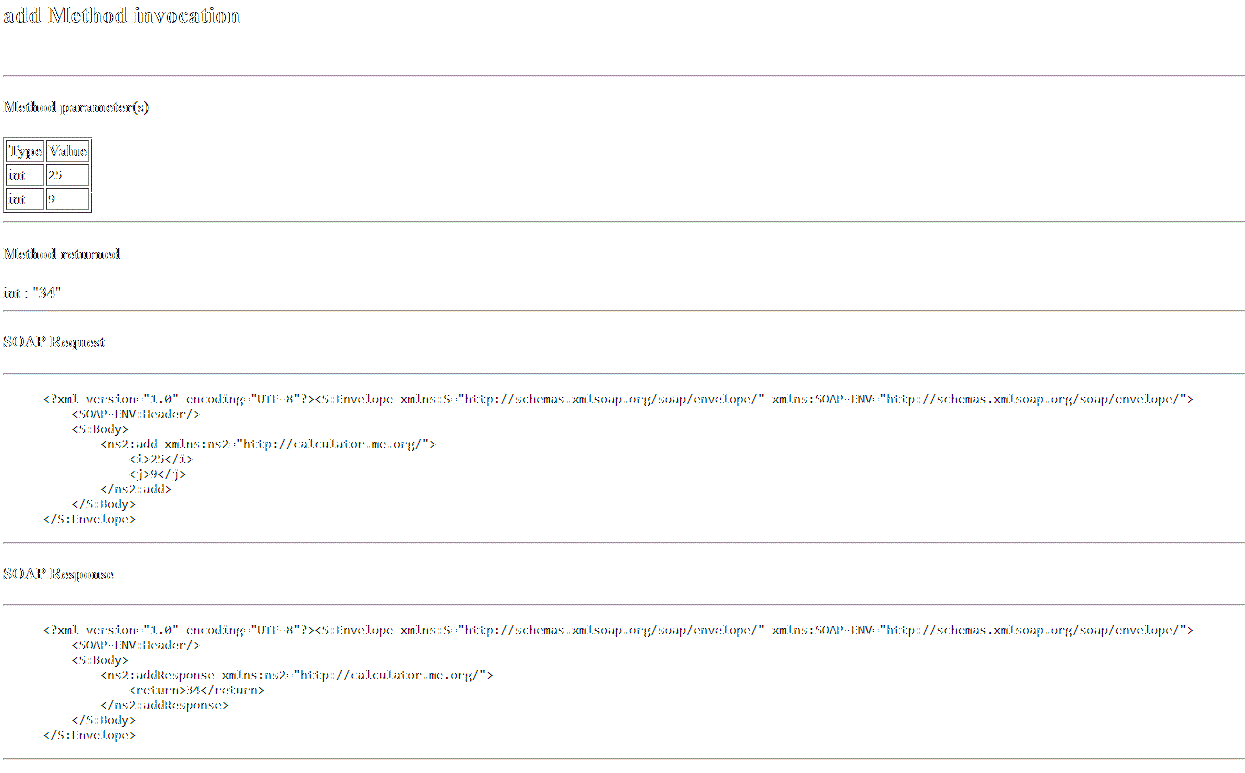 add Method invocation
Method parameter(s)
Type Value
int 25
int 9
Method returned
int : "34"
SOAP Request
<?xml version="1.0" encoding="UTF-8"?><S:Envelope xmlns:S="http://schemas.xmlsoap.org/soap/envelope/" xmlns:SOAP-ENV="http://schemas.xmlsoap.org/soap/envelope/">
<SOAP-ENV:Header/>
<S:Body>
<ns2:add xmlns:ns2="http://calculator.me.org/">
<i>25</i>
<j>9</j>
</ns2:add>
</S:Body>
</S:Envelope>
SOAP Response
<?xml version="1.0" encoding="UTF-8"?><S:Envelope xmlns:S="http://schemas.xmlsoap.org/soap/envelope/" xmlns:SOAP-ENV="http://schemas.xmlsoap.org/soap/envelope/">
<SOAP-ENV:Header/>
<S:Body>
<ns2:addResponse xmlns:ns2="http://calculator.me.org/">
<return>34</return>
</ns2:addResponse>
</S:Body>
</S:Envelope>